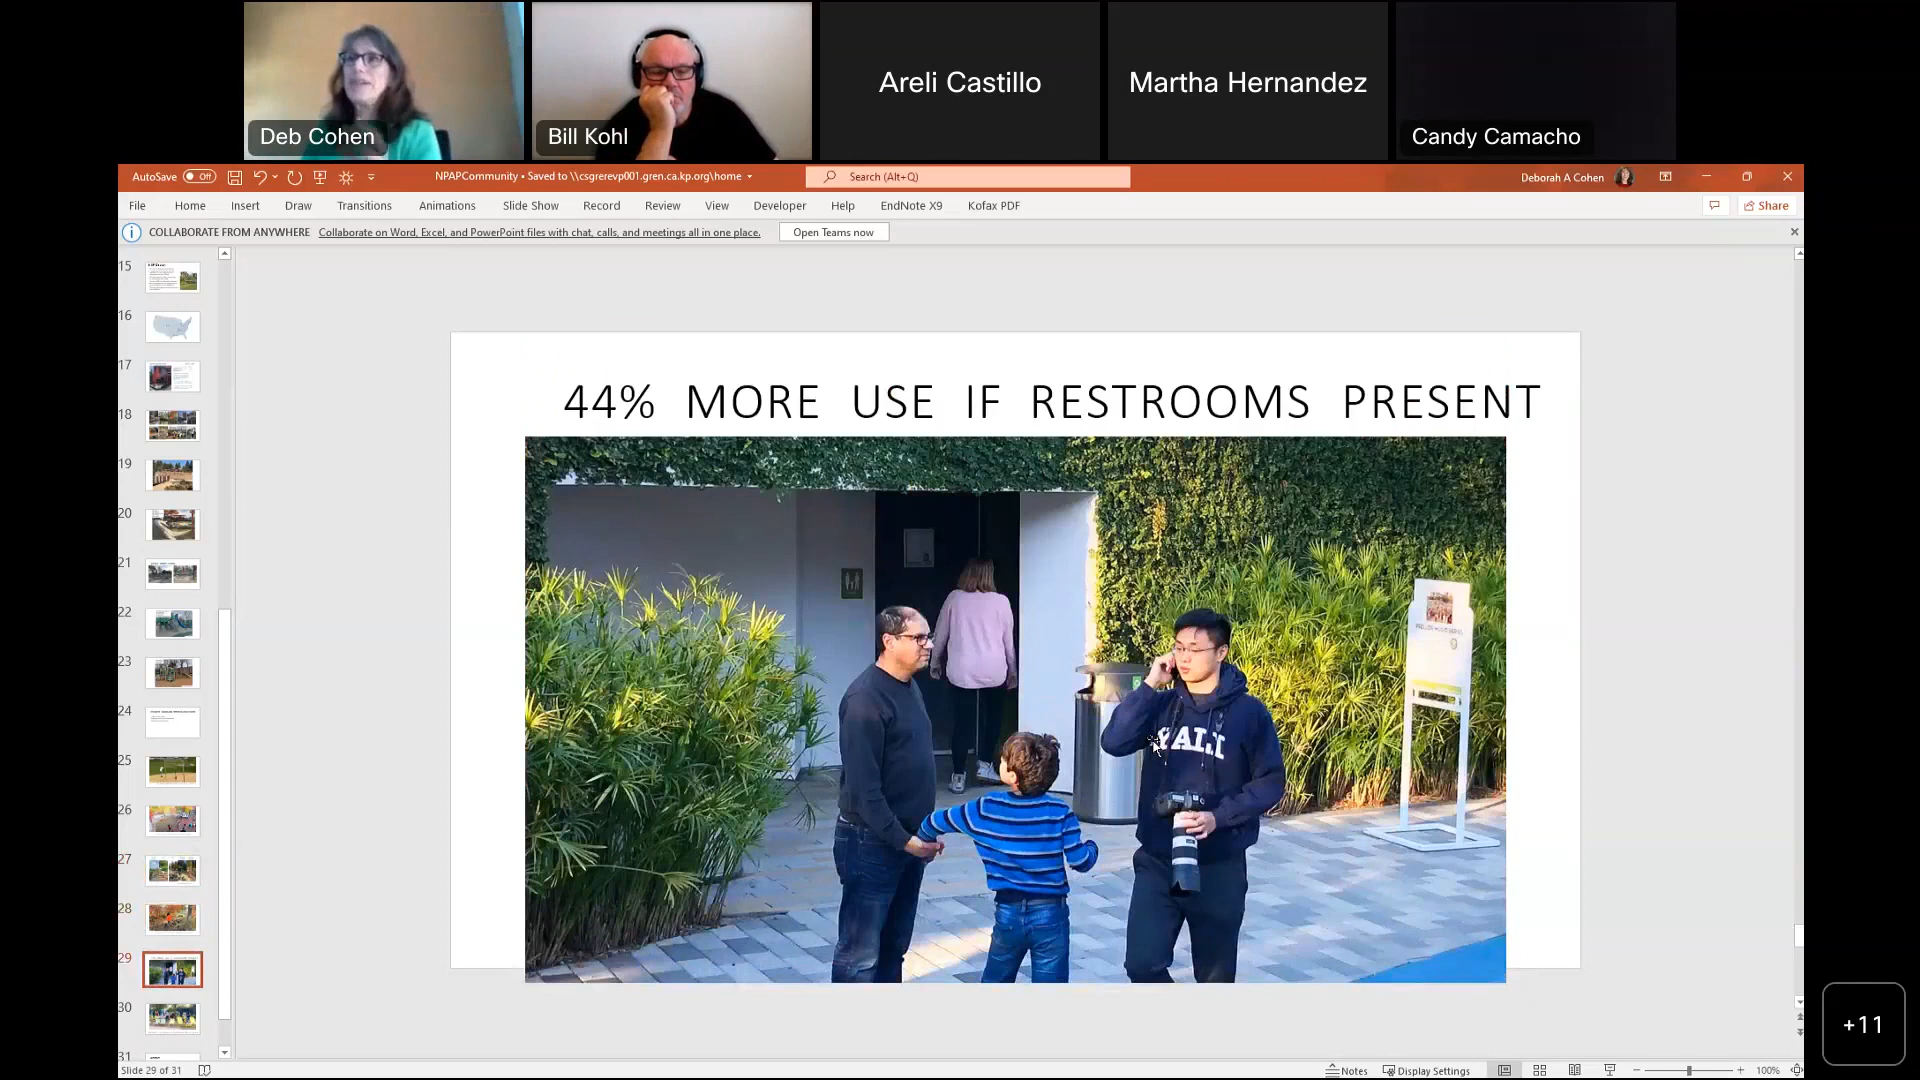 Deb Cohen
Bill Kohl
Areli Castillo
Martha Hernandez
Candy Camacho
AutoSave Off
NPAPCommunity • Saved to \\csgrerevp001.gren.ca.kp.org\home
Search (Alt+Q)
Deborah A Cohen
File Home Insert Draw Transitions Animations Slide Show Record Review View Developer Help EndNote X9 Kofax PDF
Share
COLLABORATE FROM ANYWHERE Collaborate on Word, Excel, and PowerPoint files with chat, calls, and meetings all in one place. Open Teams now
15
16
17
18
19
20
21
22
23
24
25
26
27
28
29
30
31
44% MORE USE IF RESTROOMS PRESENT
+11
Slide 29 of 31
Notes
Display Settings
100%